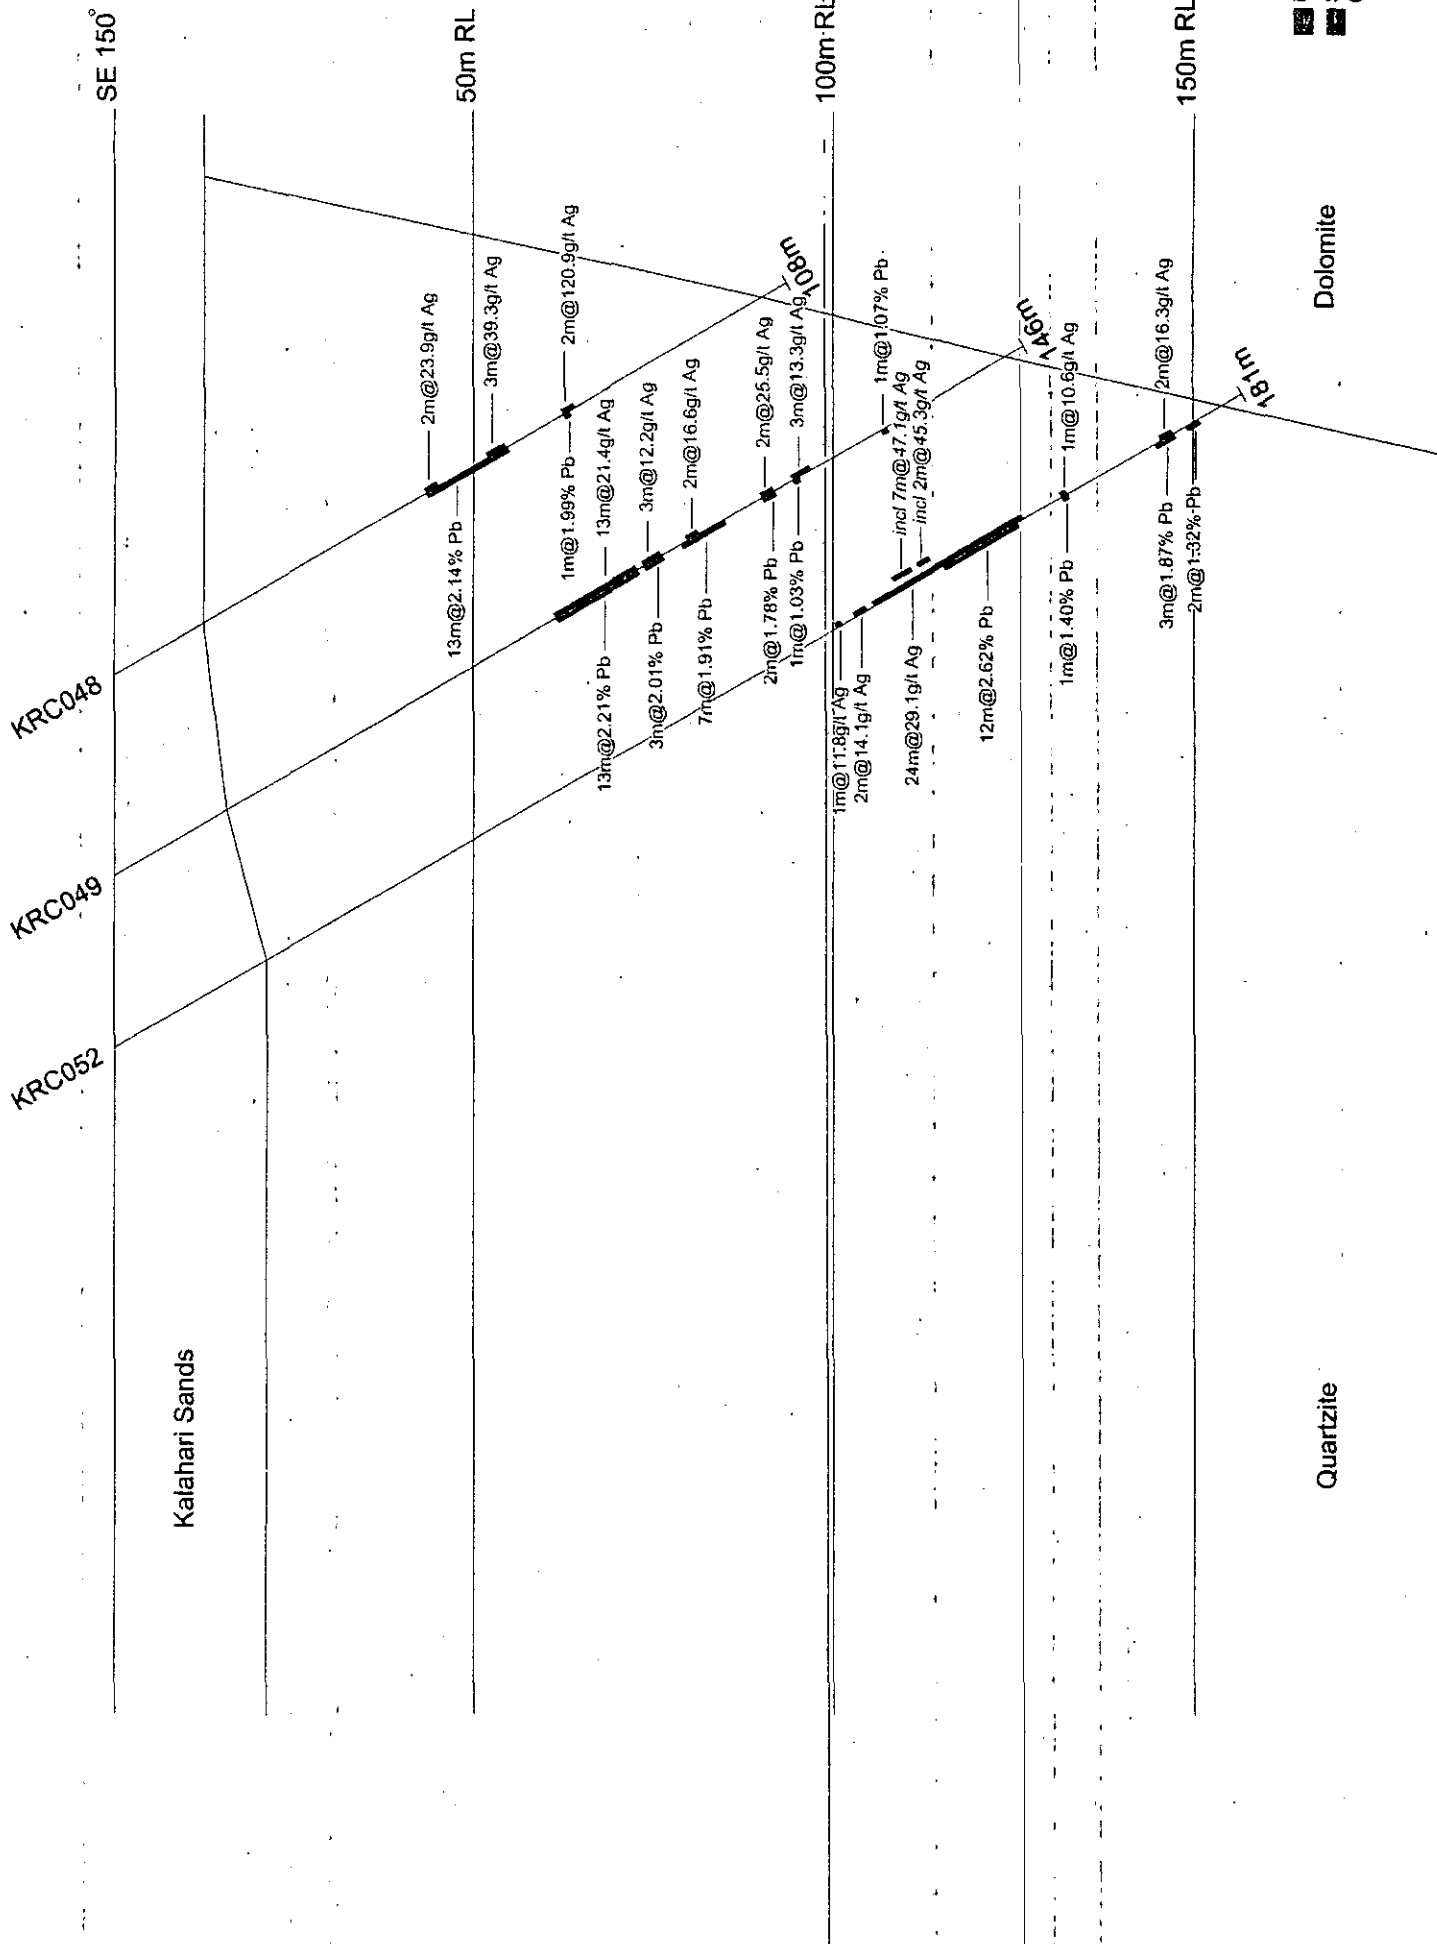 SE 150°
KRC048
KRC049
KRC052
Kalahari Sands
50m RL
2m@23.9g/t Ag
3m@39.3g/t Ag
2m@120.9g/t Ag
13m@2.14% Pb
1m@1.99% Pb
108m
13m@21.4g/t Ag
3m@12.2g/t Ag
2m@16.6g/t Ag
2m@25.5g/t Ag
3m@13.3g/t Ag
1m@1.07% Pb
13m@2.21% Pb
3m@2.01% Pb
7m@1.91% Pb
2m@1.78% Pb
1m@1.03% Pb
146m
100m RL
incl 7m@47.1g/t Ag
incl 2m@45.3g/t Ag
1m@10.6g/t Ag
2m@16.3g/t Ag
1m@11.8g/t Ag
2m@14.1g/t Ag
24m@29.1g/t Ag
12m@2.62% Pb
1m@1.40% Pb
3m@1.87% Pb
2m@1.32% Pb
181m
150m RL
Dolomite
Quartzite